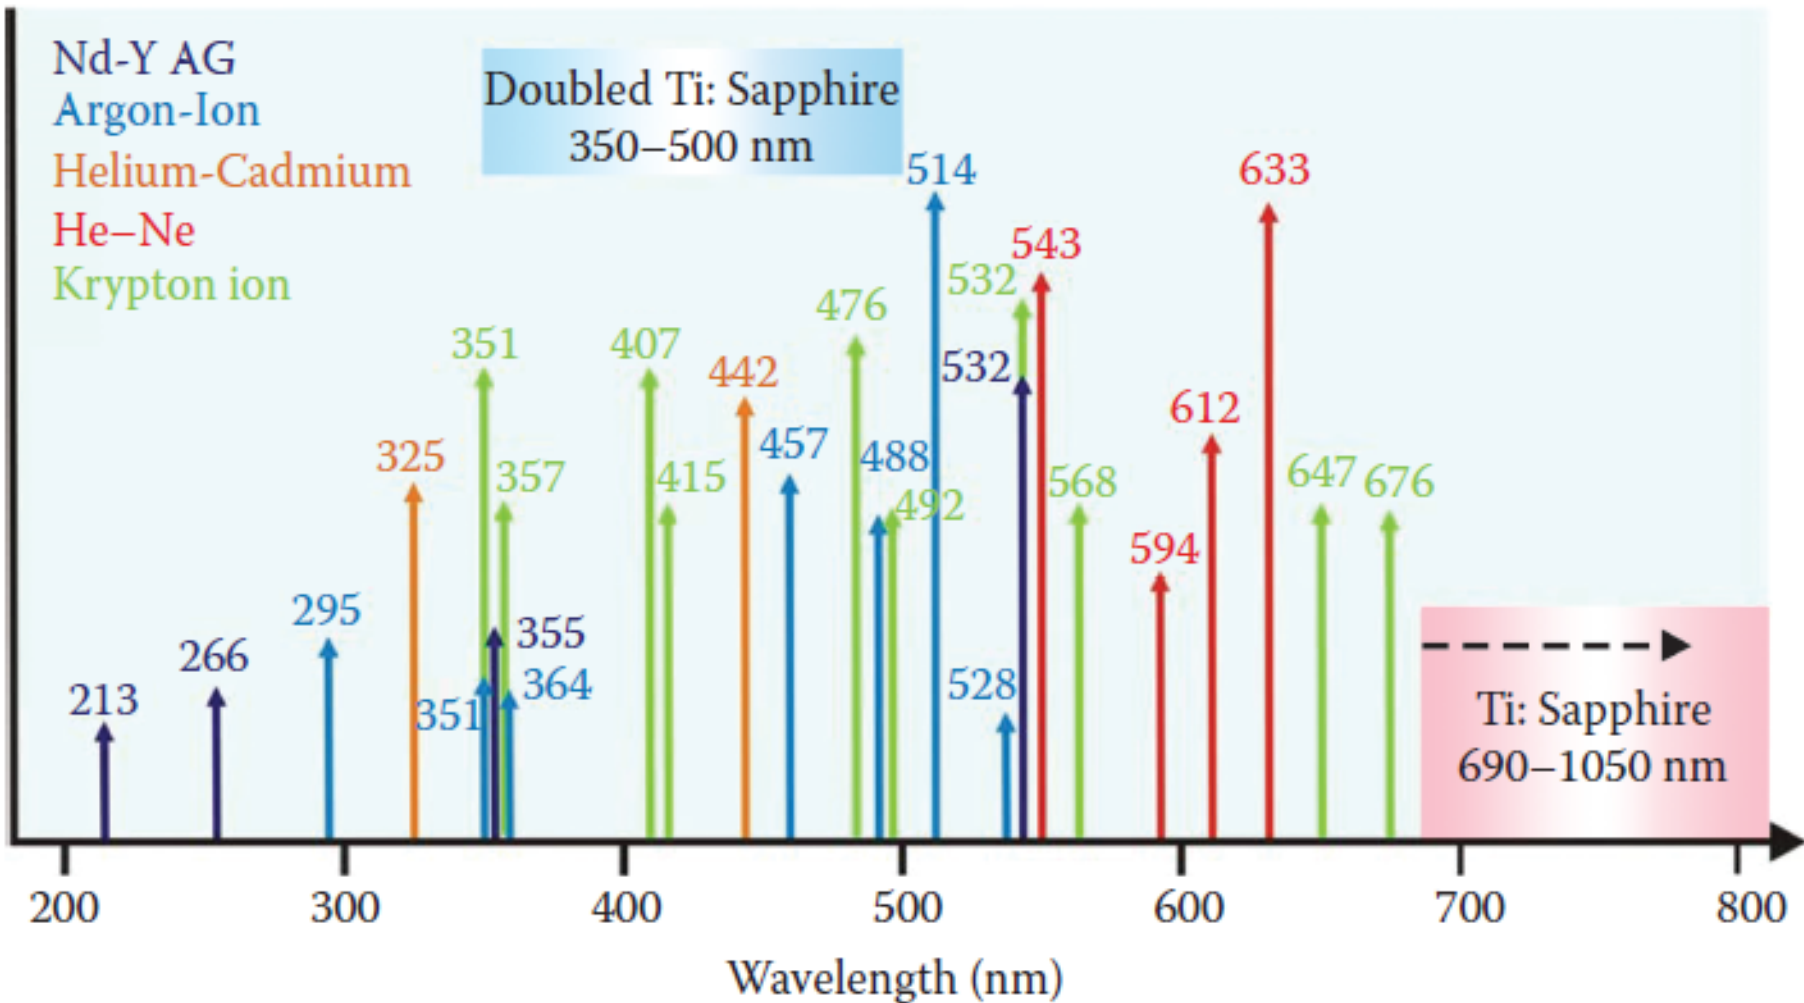 Nd-Y AG
Argon-Ion
Helium-Cadmium
He–Ne
Krypton ion
Doubled Ti: Sapphire
350–500 nm
514
633
543
532
476
351
407
442
532
612
457
325
488
357
415
568
647
676
492
594
295
355
266
364
528
213
351
Ti: Sapphire
690–1050 nm
200 300 400 500 600 700 800
Wavelength (nm)